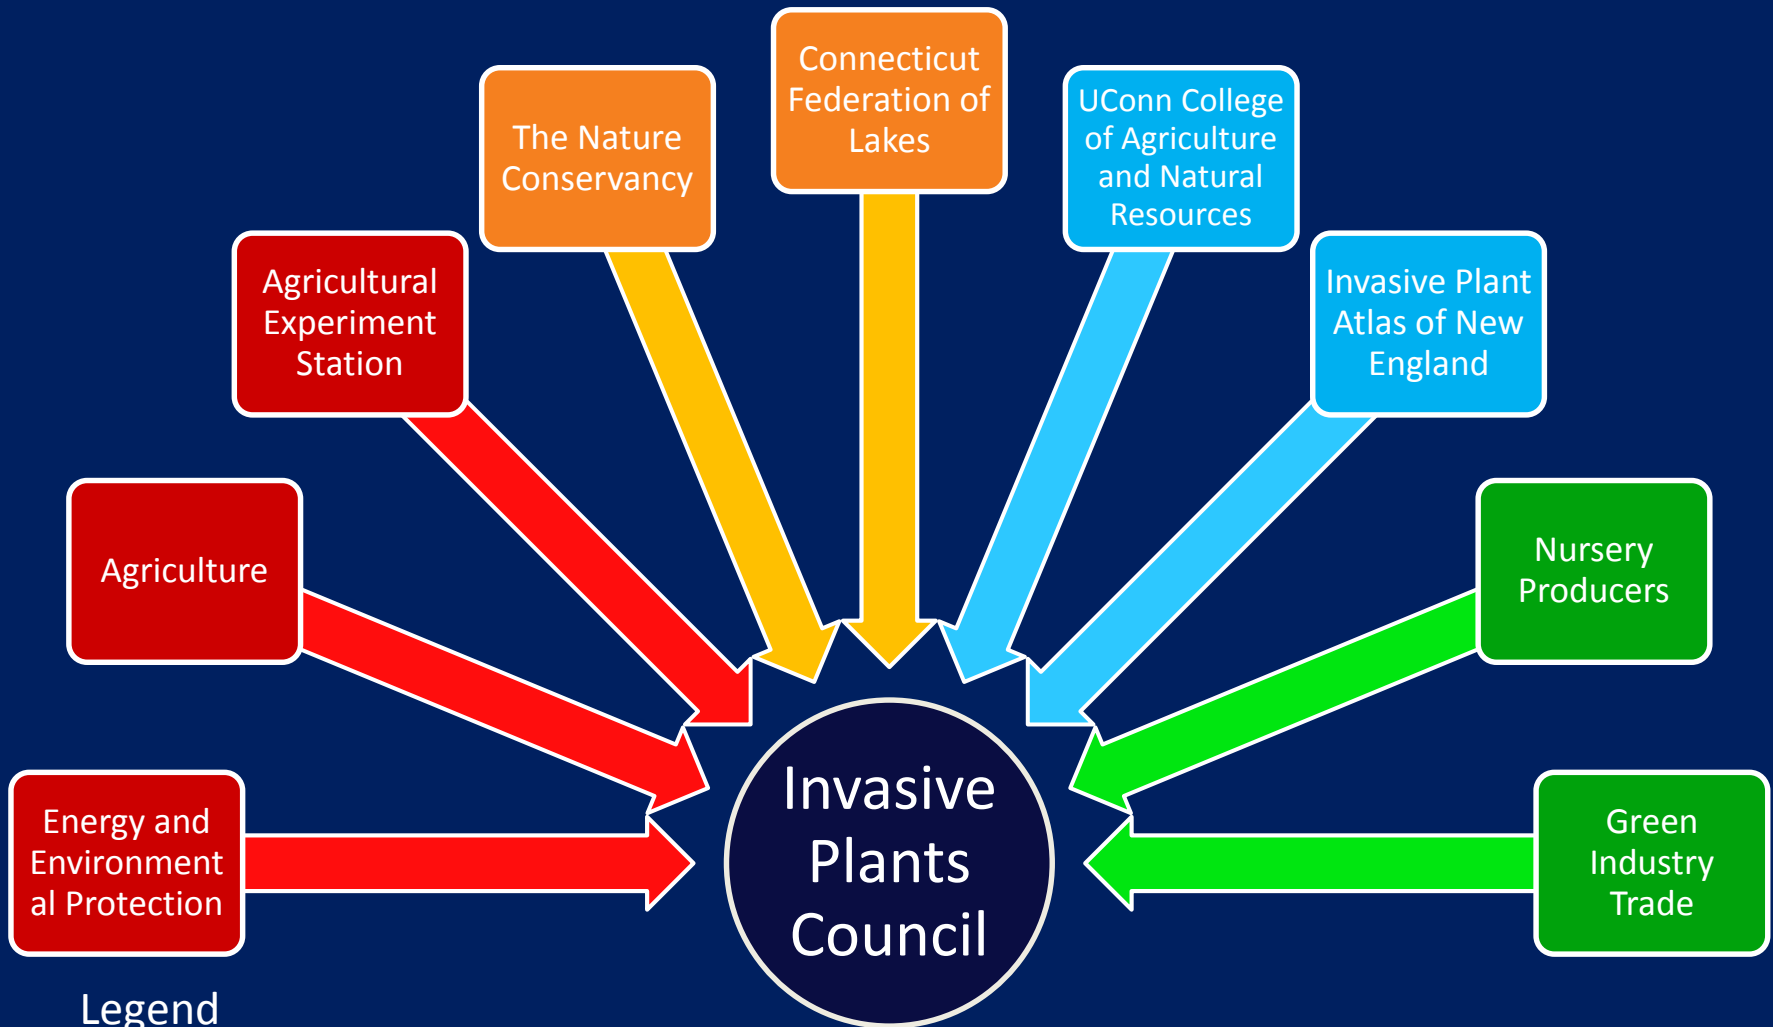 Connecticut
Federation of
Lakes
The Nature
Conservancy
UConn College
of Agriculture
and Natural
Resources
Agricultural
Experiment
Station
Invasive Plant
Atlas of New
England
Agriculture
Nursery
Producers
Energy and
Environment
al Protection
Invasive
Plants
Council
Green
Industry
Trade
Legend